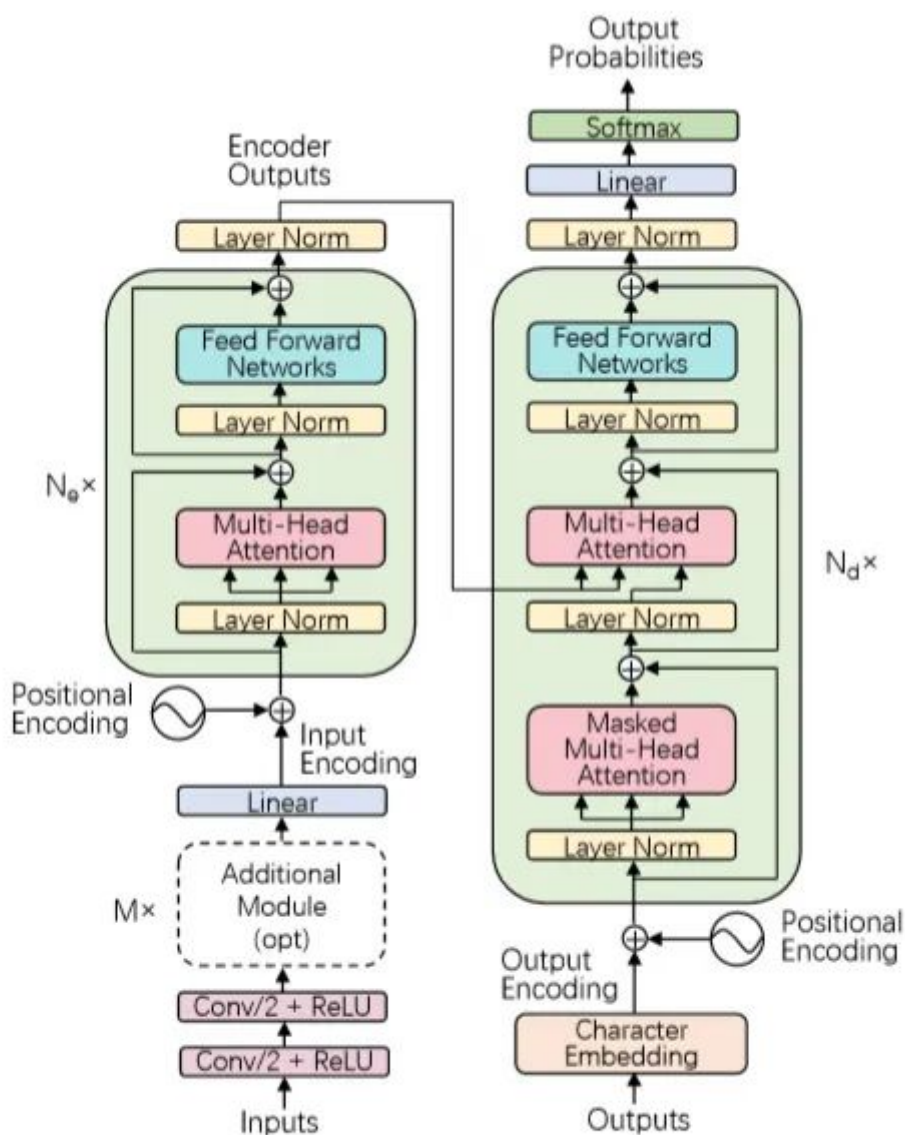 Output
Probabilities
Softmax
Linear
Layer Norm
Feed Forward
Networks
Layer Norm
Multi-Head
Attention
N_d×
Layer Norm
Masked
Multi-Head
Attention
Layer Norm
Positional
Encoding
Output
Encoding
Character
Embedding
Outputs
Encoder
Outputs
Layer Norm
Feed Forward
Networks
Layer Norm
N_e×
Multi-Head
Attention
Layer Norm
Positional
Encoding
Input
Encoding
Linear
M×
Additional
Module
(opt)
Conv/2 + ReLU
Conv/2 + ReLU
Inputs